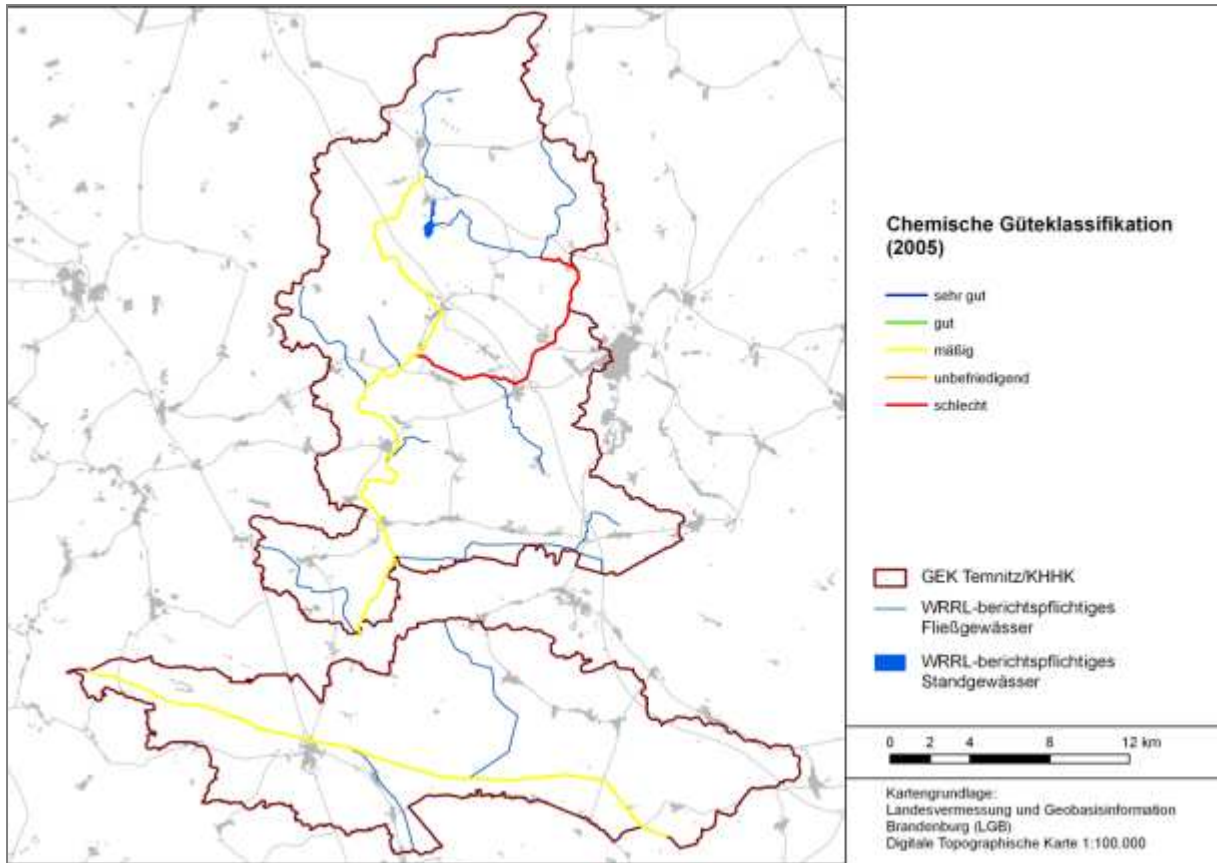 Chemische Güteklassifikation
(2005)
sehr gut
gut
mäßig
unbefriedigend
schlecht
GEK Temnitz/KHHK
WRRL-berichtspflichtiges
Fließgewässer
WRRL-berichtspflichtiges
Standgewässer
0 2 4 8 12 km
Kartengrundlage:
Landesvermessung und Geobasisinformation
Brandenburg (LGB)
Digitale Topographische Karte 1:100.000